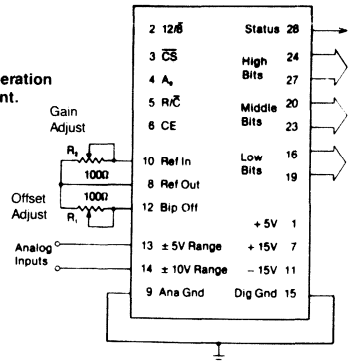 2 12/8̅ Status 28
3 C̅S̅ High Bits 24
4 A₀ 27
5 R/C̅ Middle Bits 20
6 CE 23
eration
nt.
Gain
Adjust
R₂
100Ω
10 Ref In Low Bits 16
8 Ref Out 19
100Ω
Offset
Adjust
R₁
12 Bip Off
+ 5V 1
Analog
Inputs
13 ± 5V Range + 15V 7
14 ± 10V Range − 15V 11
9 Ana Gnd Dig Gnd 15